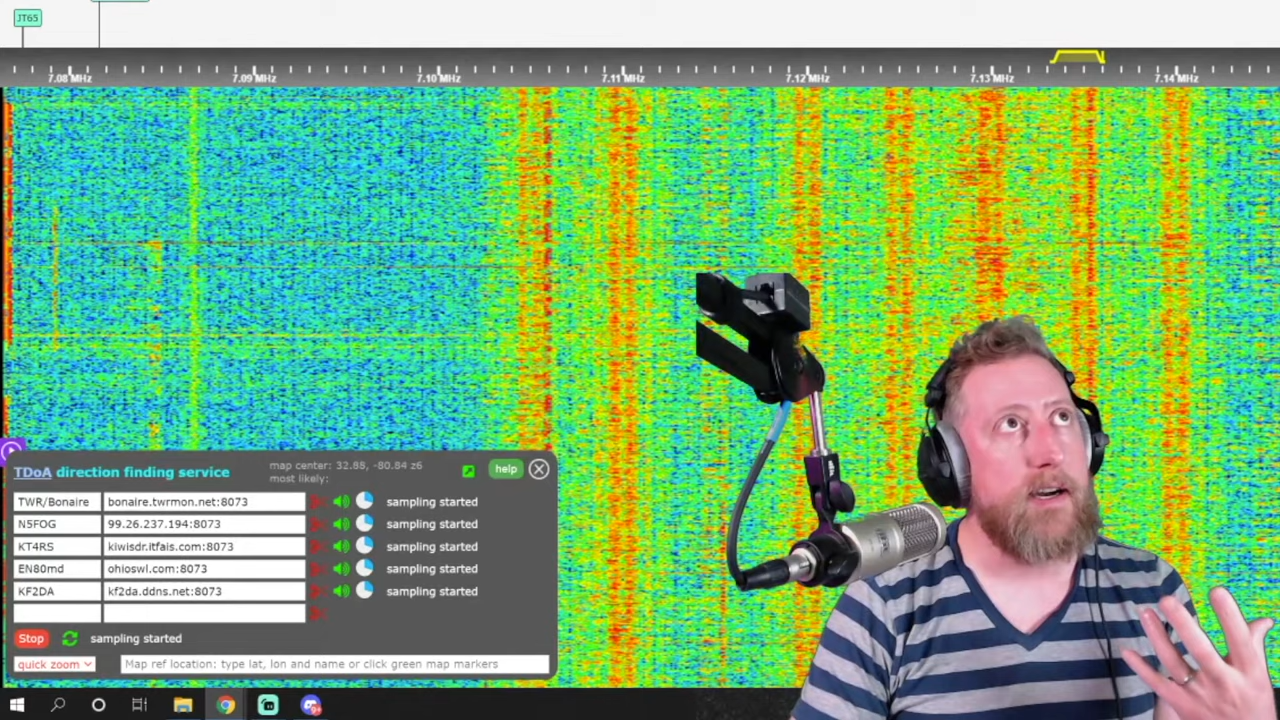 JT65
7.08 MHz 7.09 MHz 7.10 MHz 7.11 MHz 7.12 MHz 7.13 MHz 7.14 MHz
TDoA direction finding service
map center: 32.88, -80.84 z6
most likely:
help
TWR/Bonaire bonaire.twrmon.net:8073 sampling started
N5FOG 99.26.237.194:8073 sampling started
KT4RS kiwisdr.itfais.com:8073 sampling started
EN80md ohioswl.com:8073 sampling started
KF2DA kf2da.ddns.net:8073 sampling started
Stop sampling started
quick zoom Map ref location: type lat, lon and name or click green map markers